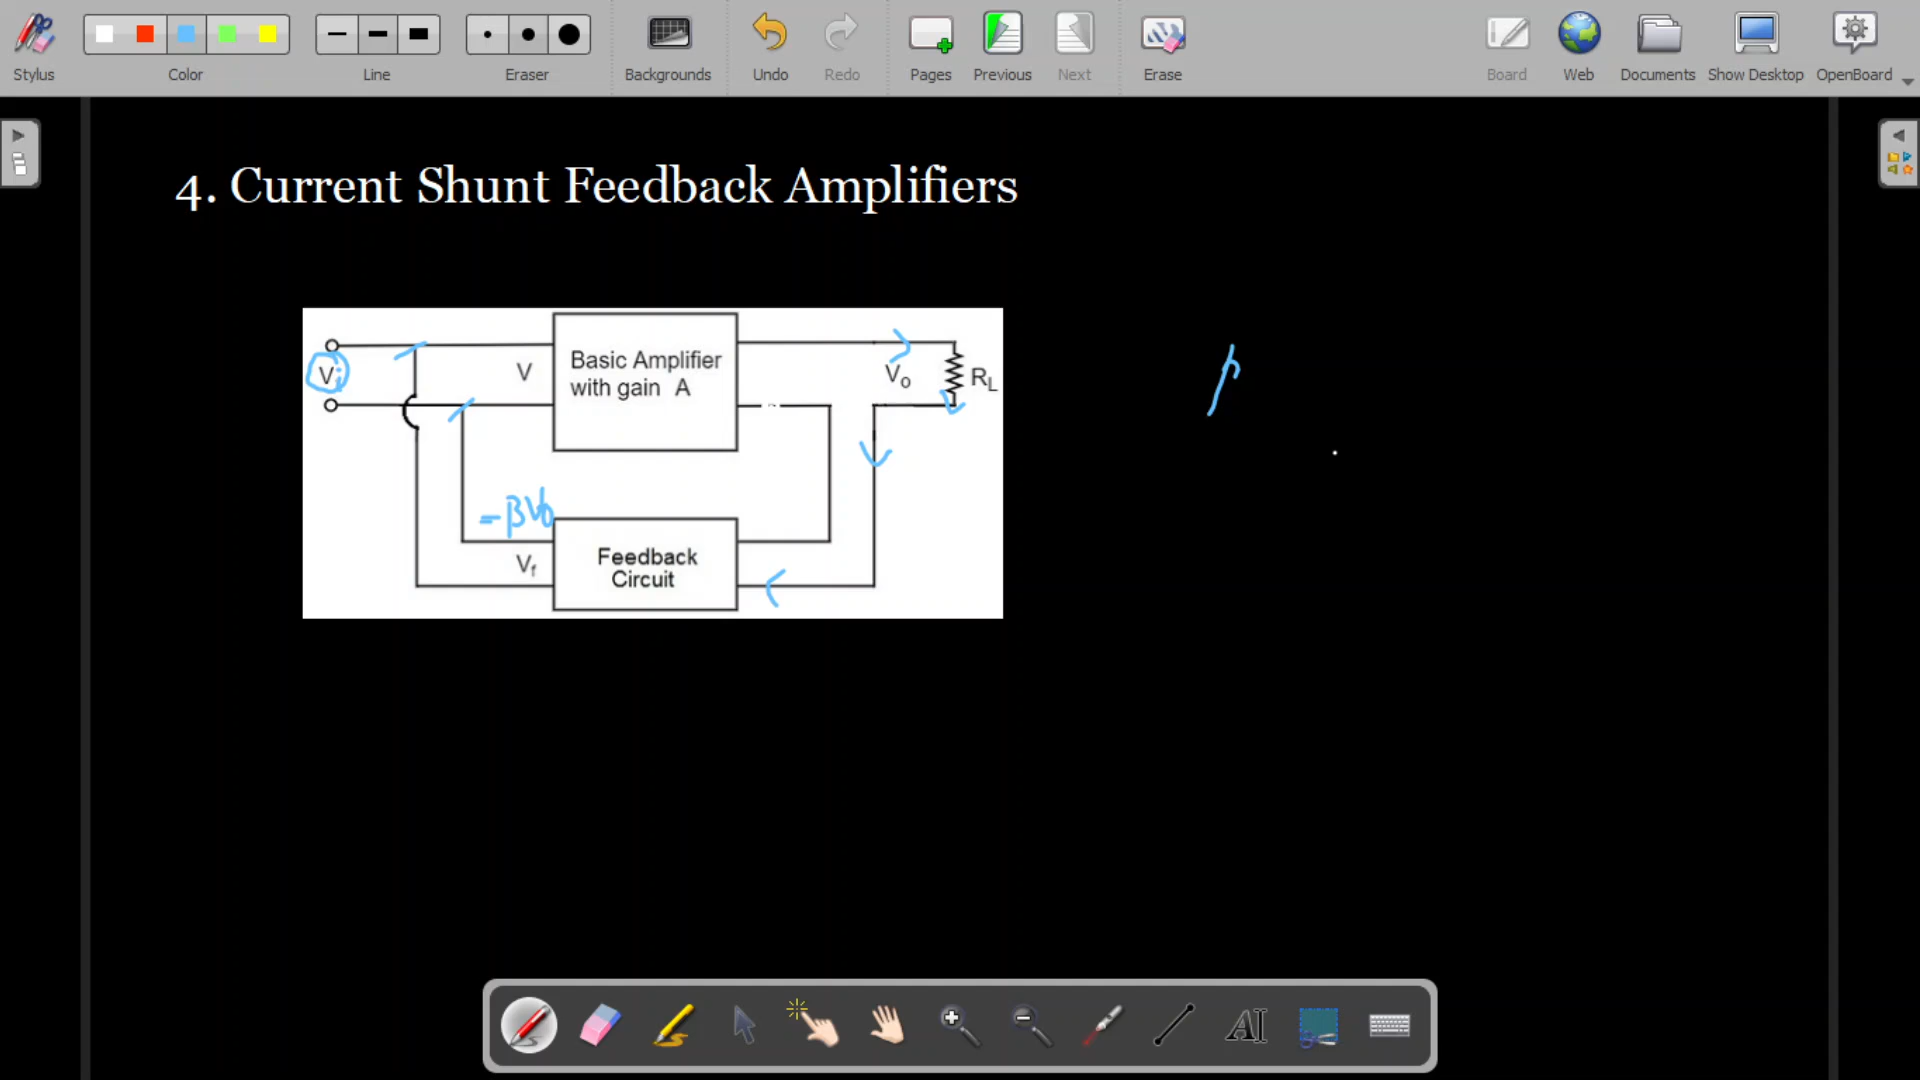 Stylus
Color
Line
Eraser
Backgrounds
Undo
Redo
Pages
Previous
Next
Erase
Board
Web
Documents
Show Desktop
OpenBoard
4. Current Shunt Feedback Amplifiers
Vi
V
Basic Amplifier
with gain A
Vo
RL
= βVo
Vf
Feedback
Circuit
AI